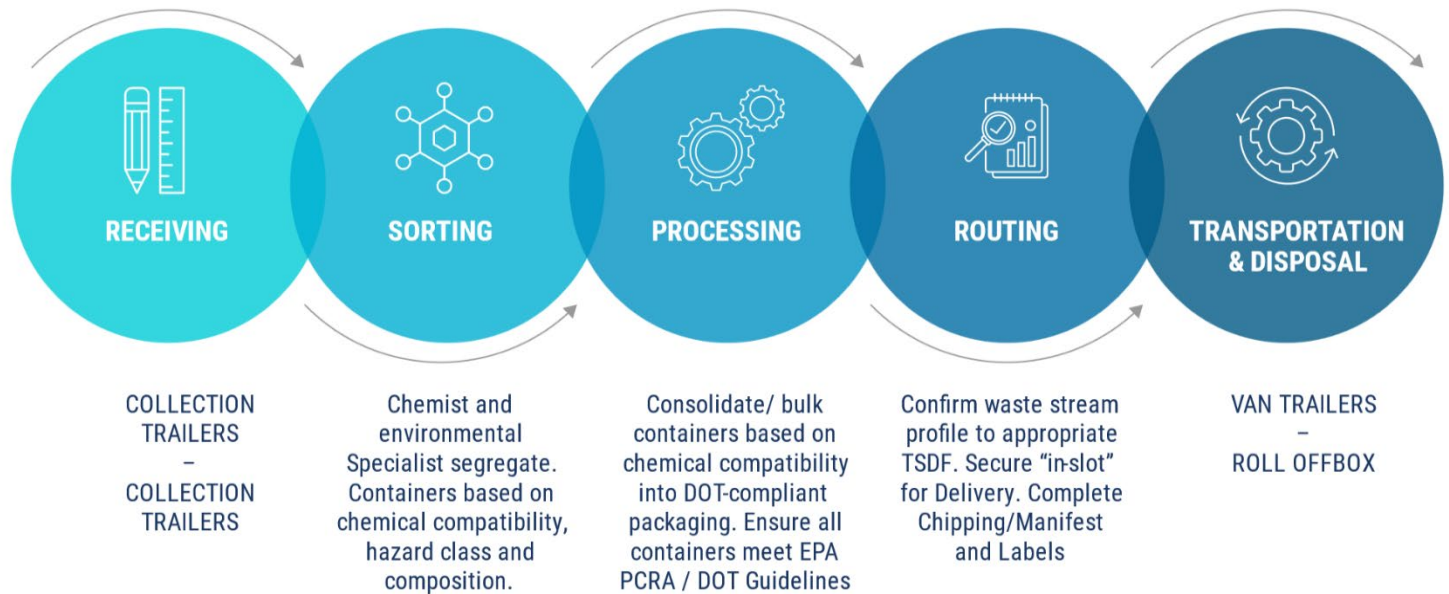 RECEIVING
SORTING
PROCESSING
ROUTING
TRANSPORTATION
& DISPOSAL
COLLECTION
TRAILERS
–
COLLECTION
TRAILERS
Chemist and
environmental
Specialist segregate.
Containers based on
chemical compatibility,
hazard class and
composition.
Consolidate/ bulk
containers based on
chemical compatibility
into DOT-compliant
packaging. Ensure all
containers meet EPA
PCRA / DOT Guidelines
Confirm waste stream
profile to appropriate
TSDF. Secure “in-slot”
for Delivery. Complete
Chipping/Manifest
and Labels
VAN TRAILERS
–
ROLL OFFBOX